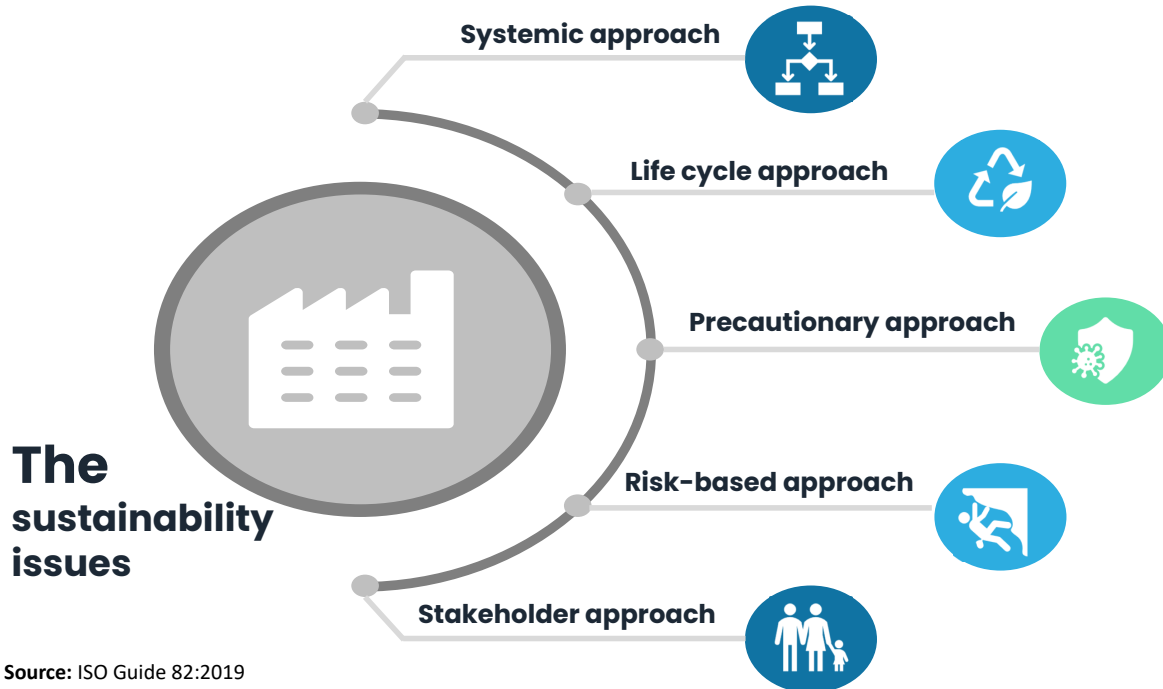 Systemic approach
Life cycle approach
Precautionary approach
The
sustainability
issues
Risk-based approach
Stakeholder approach
Source: ISO Guide 82:2019